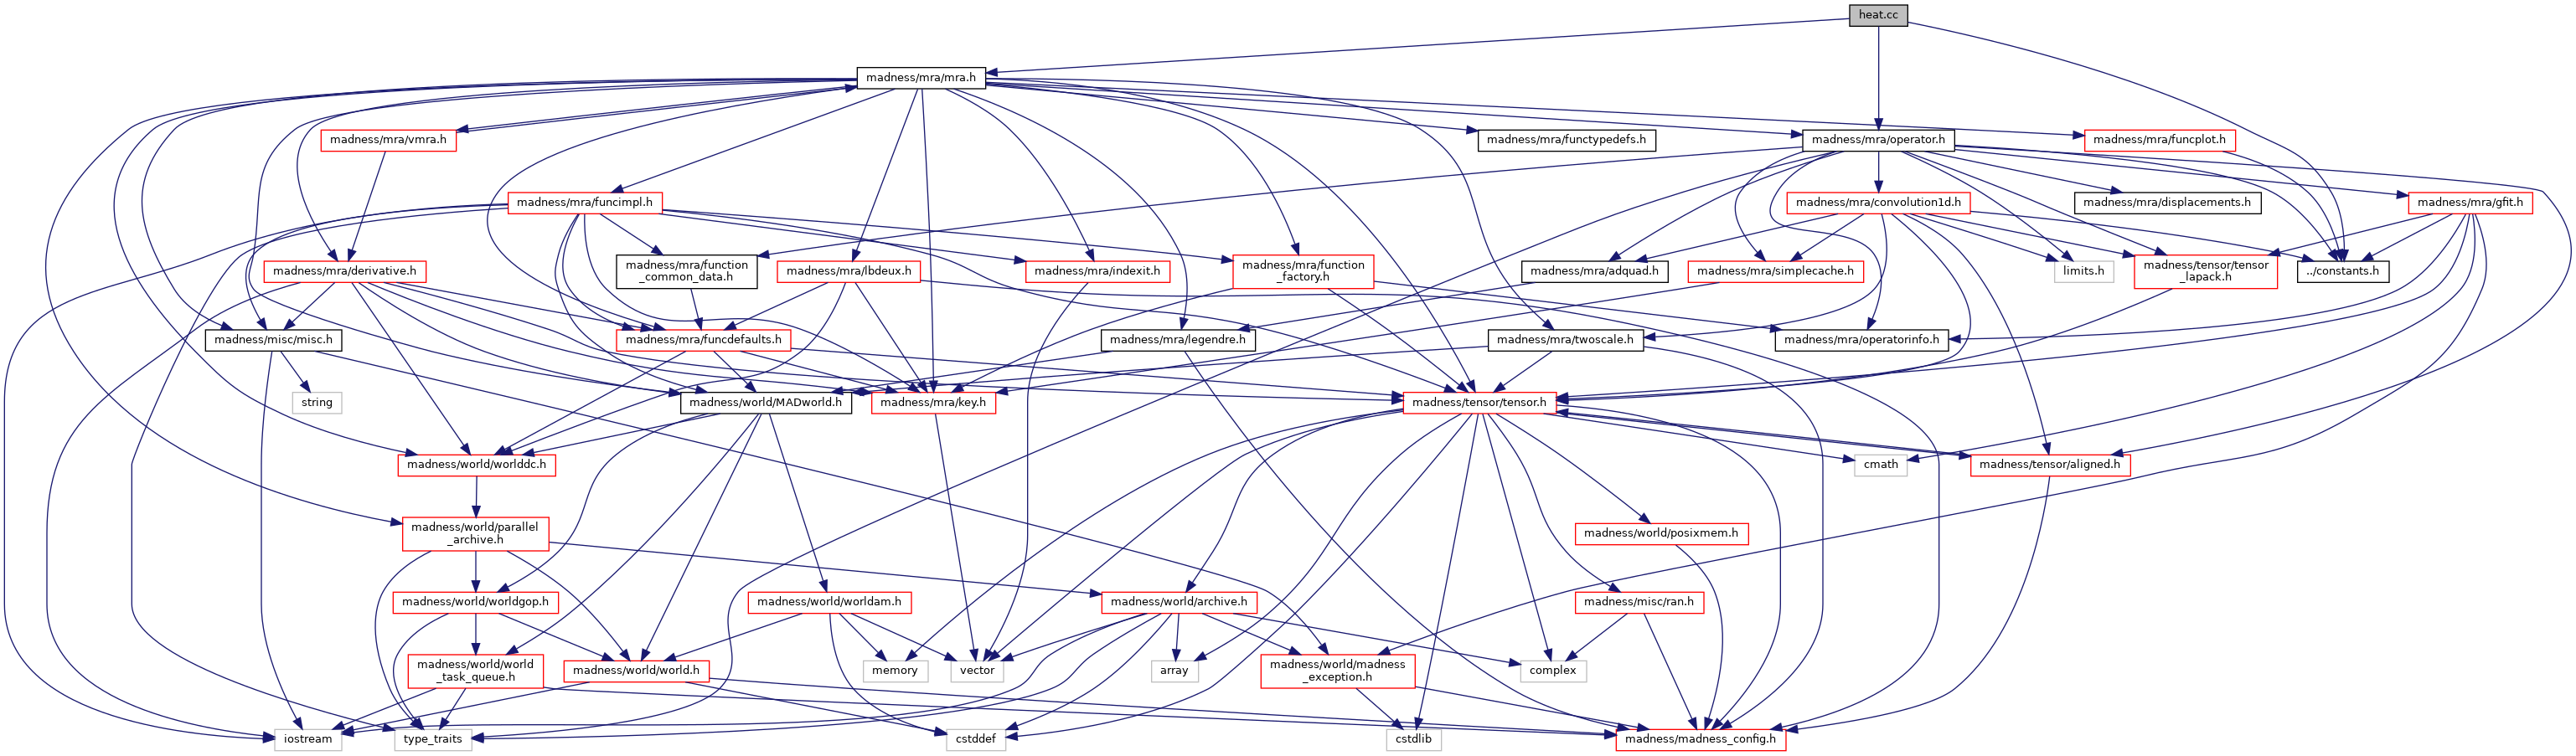 heat.cc
madness/mra/mra.h
madness/mra/vmra.h
madness/mra/functypedefs.h
madness/mra/operator.h
madness/mra/funcplot.h
madness/mra/funcimpl.h
madness/mra/convolution1d.h
madness/mra/displacements.h
madness/mra/gfit.h
madness/mra/derivative.h
madness/mra/function
_common_data.h
madness/mra/lbdeux.h
madness/mra/indexit.h
madness/mra/function
_factory.h
madness/mra/adquad.h
madness/mra/simplecache.h
limits.h
madness/tensor/tensor
_lapack.h
../constants.h
madness/misc/misc.h
madness/mra/funcdefaults.h
madness/mra/legendre.h
madness/mra/twoscale.h
madness/mra/operatorinfo.h
string
madness/world/MADworld.h
madness/mra/key.h
madness/tensor/tensor.h
madness/world/worlddc.h
cmath
madness/tensor/aligned.h
madness/world/parallel
_archive.h
madness/world/posixmem.h
madness/world/worldgop.h
madness/world/worldam.h
madness/world/archive.h
madness/misc/ran.h
madness/world/world
_task_queue.h
madness/world/world.h
memory
vector
array
madness/world/madness
_exception.h
complex
iostream
type_traits
cstddef
cstdlib
madness/madness_config.h